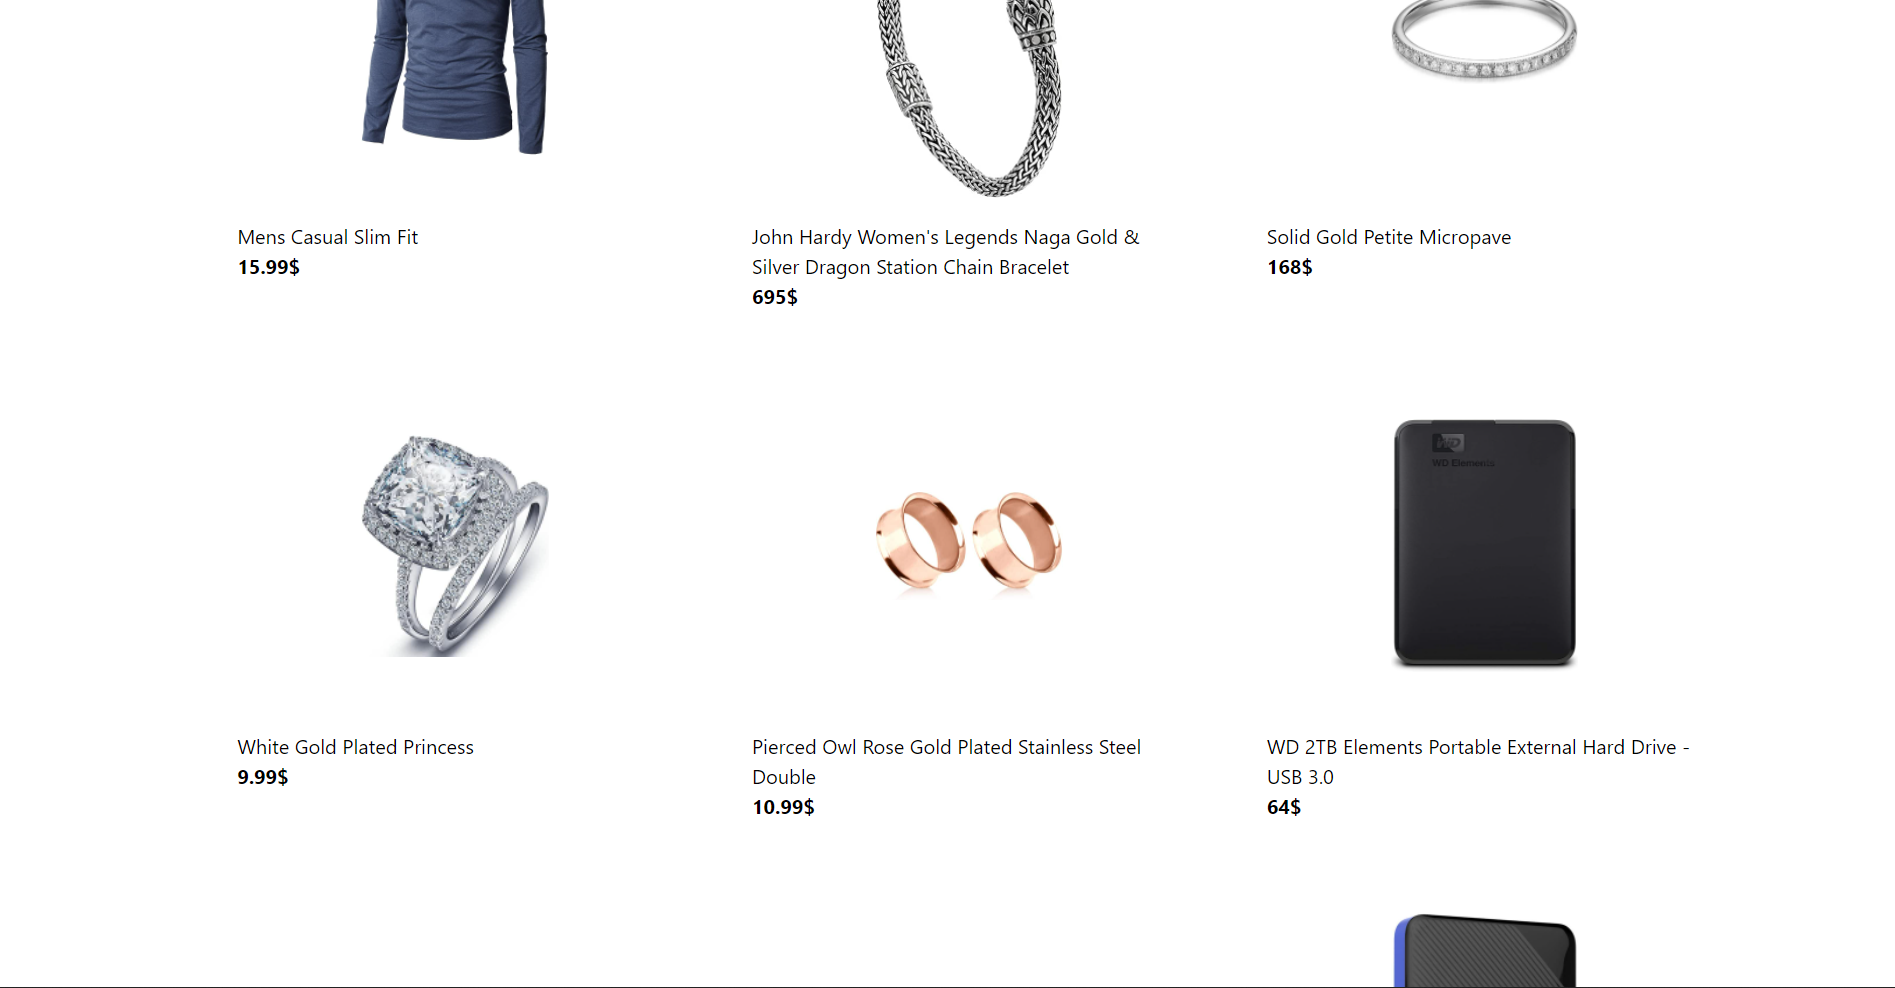 Mens Casual Slim Fit
15.99$
John Hardy Women's Legends Naga Gold &
Silver Dragon Station Chain Bracelet
695$
Solid Gold Petite Micropave
168$
WD
WD Elements
White Gold Plated Princess
9.99$
Pierced Owl Rose Gold Plated Stainless Steel
Double
10.99$
WD 2TB Elements Portable External Hard Drive -
USB 3.0
64$